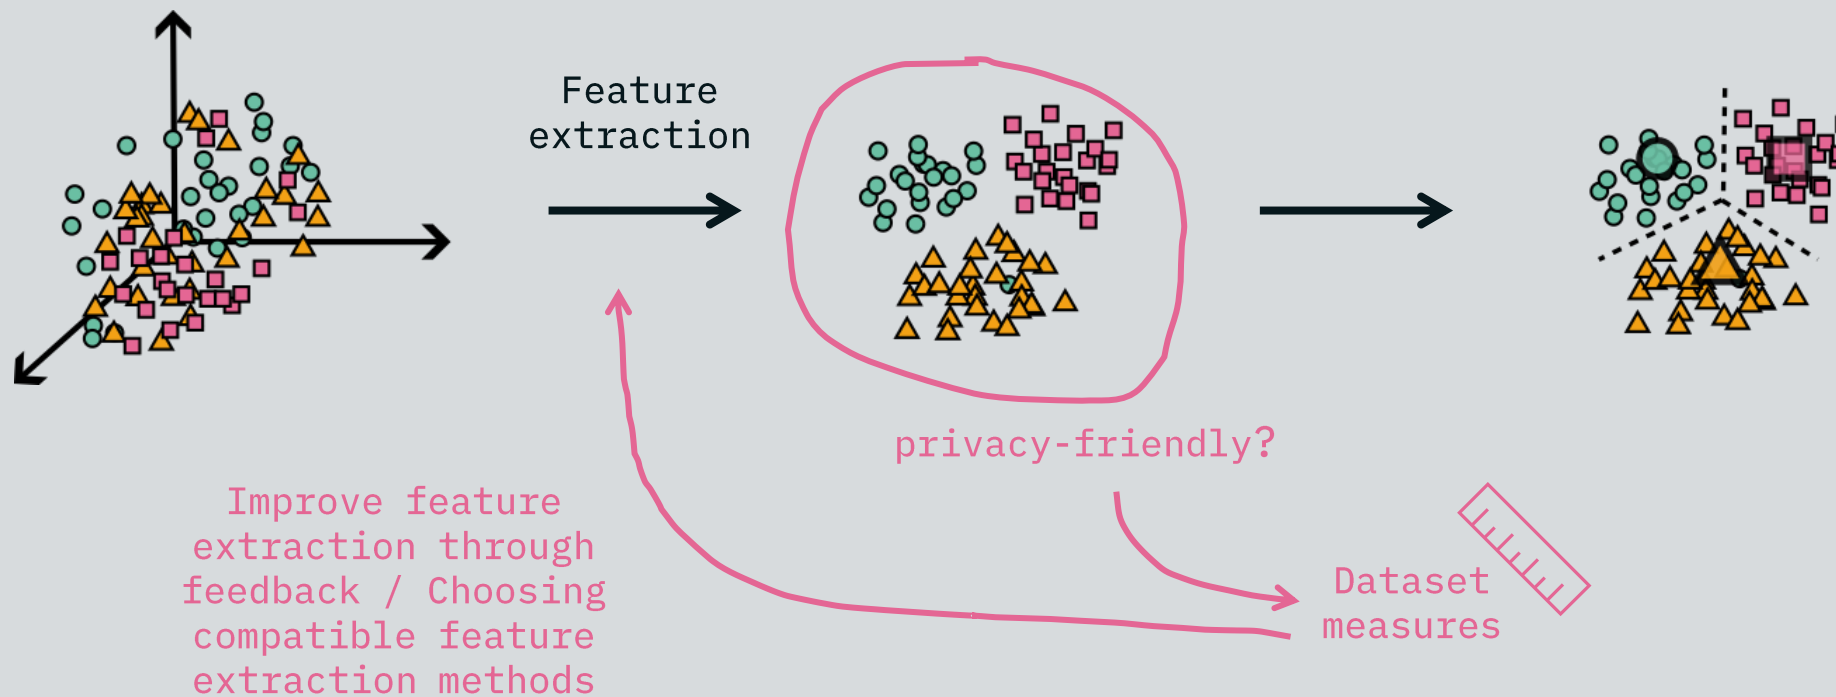 Feature
extraction
privacy-friendly?
Improve feature
extraction through
feedback / Choosing
compatible feature
extraction methods
Dataset
measures